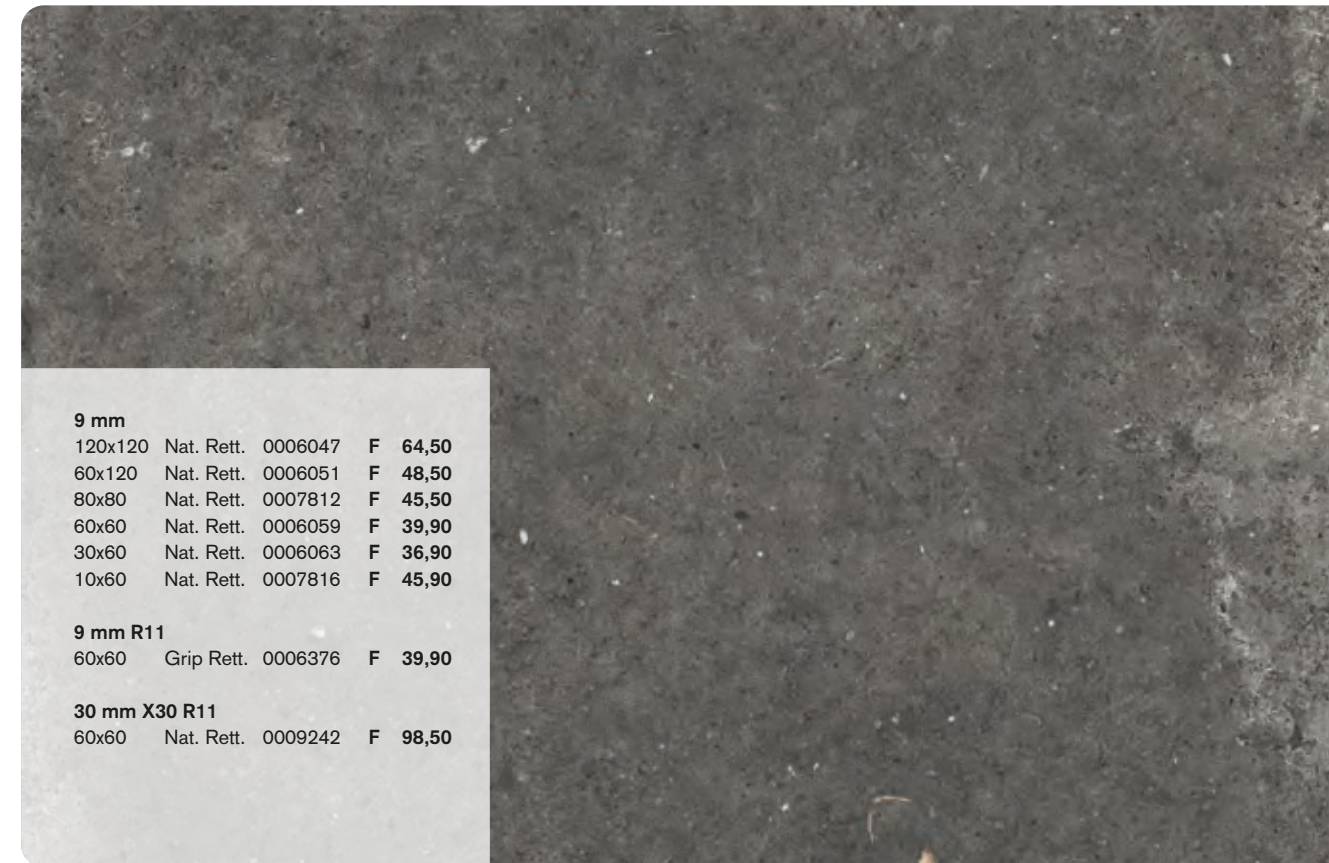 9 mm
120x120 Nat. Rett. 0006047 F 64,50
60x120 Nat. Rett. 0006051 F 48,50
80x80 Nat. Rett. 0007812 F 45,50
60x60 Nat. Rett. 0006059 F 39,90
30x60 Nat. Rett. 0006063 F 36,90
10x60 Nat. Rett. 0007816 F 45,90
9 mm R11
60x60 Grip Rett. 0006376 F 39,90
30 mm X30 R11
60x60 Nat. Rett. 0009242 F 98,50